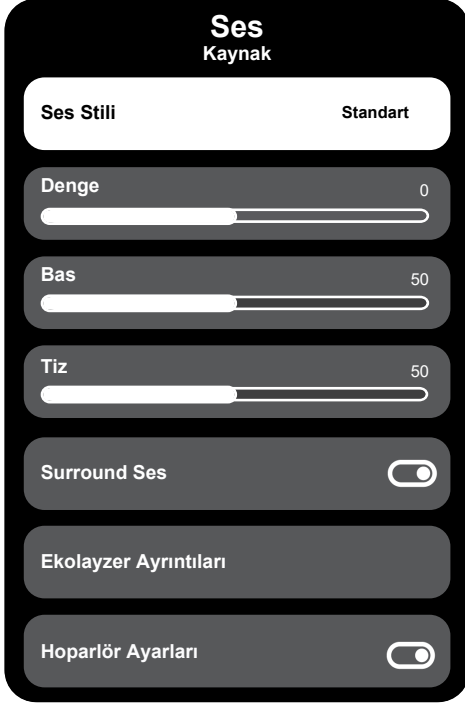 Ses
Kaynak
Ses Stili Standart
Denge 0
Bas 50
Tiz 50
Surround Ses
Ekolayzer Ayrıntıları
Hoparlör Ayarları